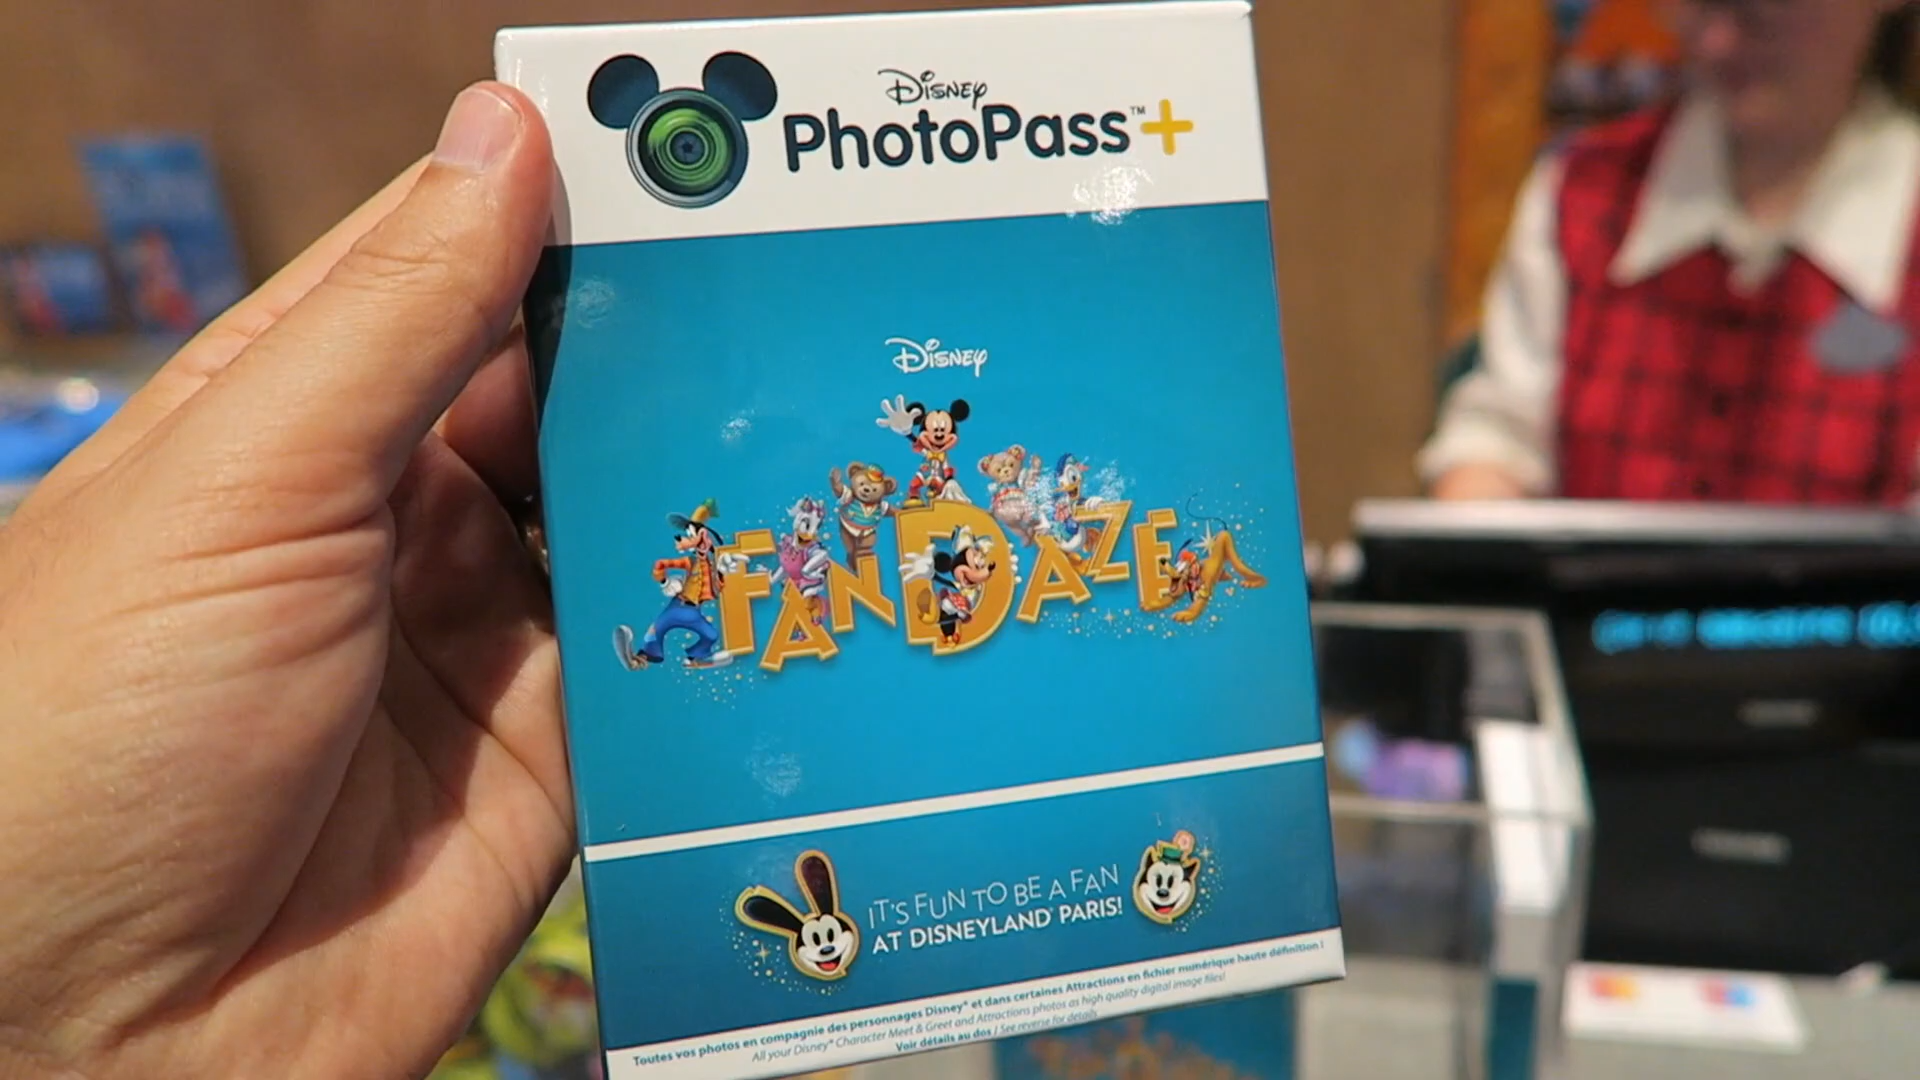 Disney
PhotoPass™+
Disney
FANDAZE
IT'S FUN TO BE A FAN
AT DISNEYLAND® PARIS!
Toutes vos photos en compagnie des personnages Disney* et dans certaines Attractions en fichier numérique haute définition !
All your Disney* Character Meet & Greet and Attractions photos as high quality digital image files!
Voir détails au dos / See reverse for details